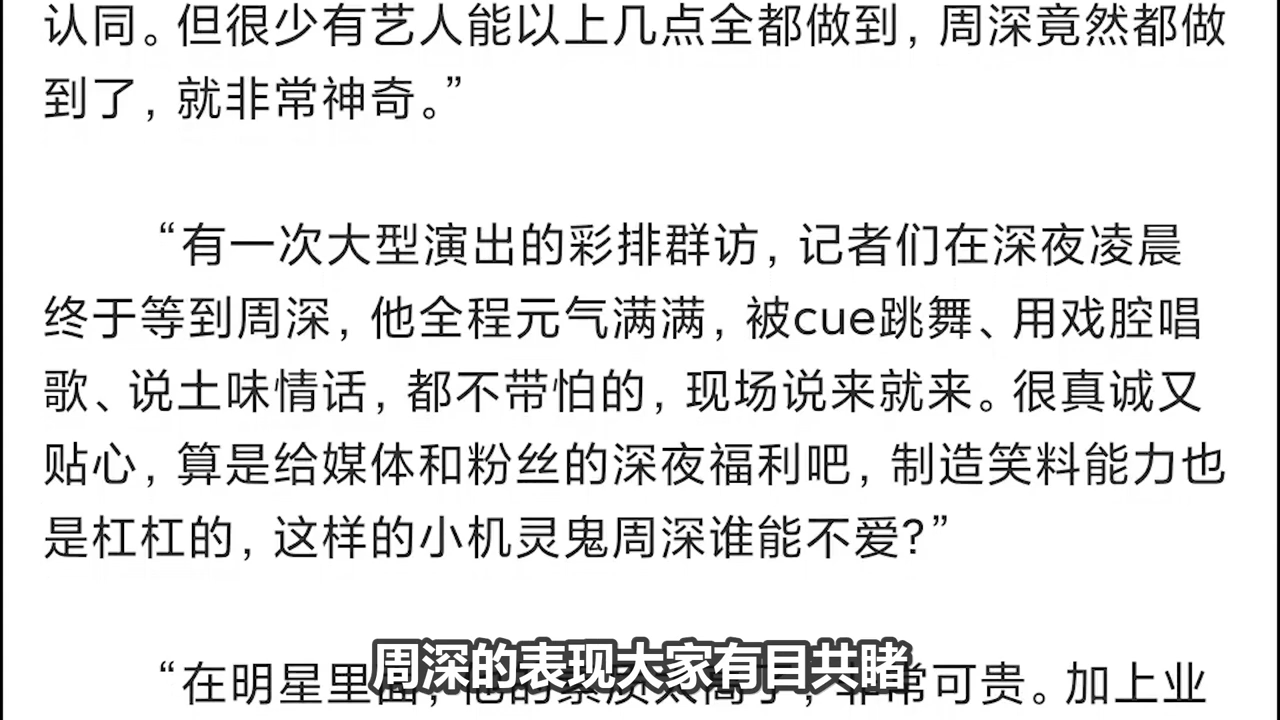 认同。但很少有艺人能以上几点全都做到，周深竟然都做
到了，就非常神奇。”
“有一次大型演出的彩排群访，记者们在深夜凌晨
终于等到周深，他全程元气满满，被cue跳舞、用戏腔唱
歌、说土味情话，都不带怕的，现场说来就来。很真诚又
贴心，算是给媒体和粉丝的深夜福利吧，制造笑料能力也
是杠杠的，这样的小机灵鬼周深谁能不爱？”
“在明星里面，他的素质太高了，非常可贵。加上业
周深的表现大家有目共睹